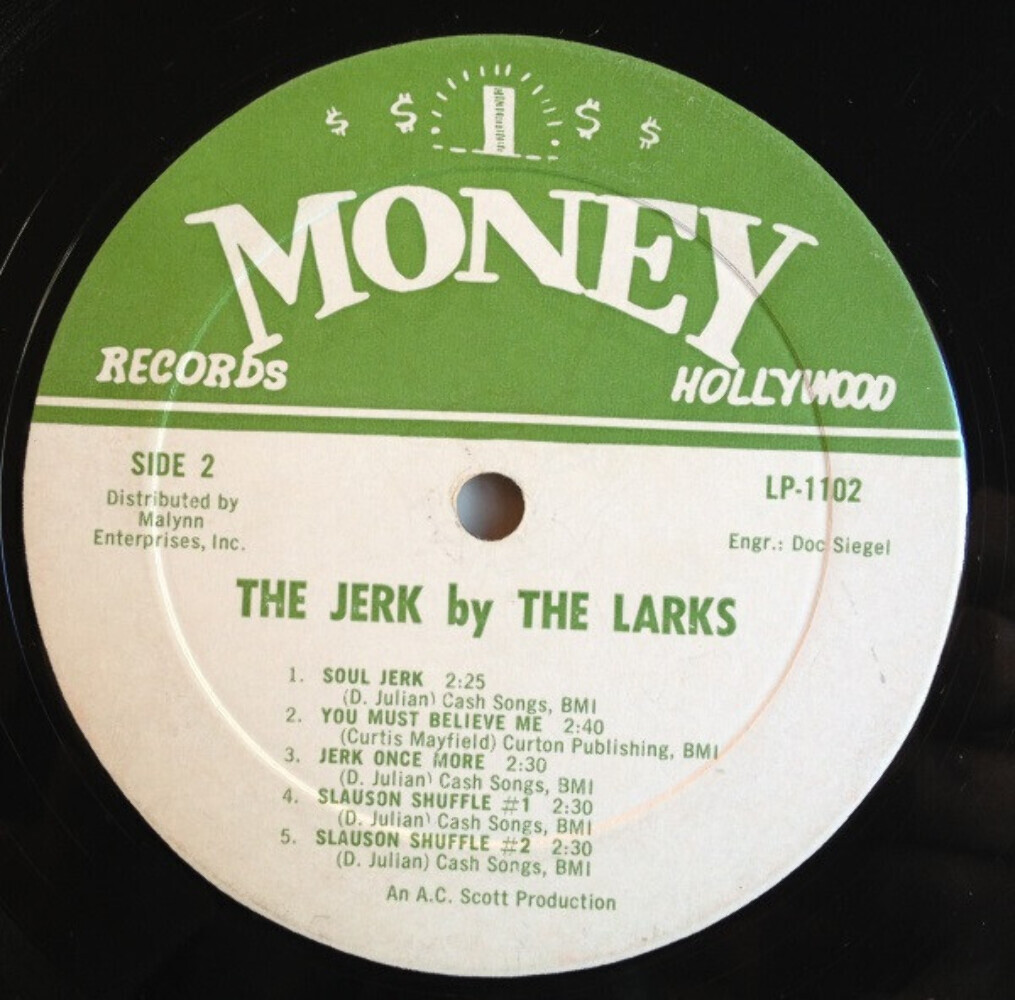 $ $ 1 $ $
MONEY
RECORDS
HOLLYWOOD
SIDE 2
Distributed by
Malynn
Enterprises, Inc.
LP-1102
Engr.: Doc Siegel
THE JERK by THE LARKS
1. SOUL JERK 2:25
(D. Julian) Cash Songs, BMI
2. YOU MUST BELIEVE ME 2:40
(Curtis Mayfield) Curton Publishing, BMI
3. JERK ONCE MORE 2:30
(D. Julian) Cash Songs, BMI
4. SLAUSON SHUFFLE #1 2:30
(D. Julian) Cash Songs, BMI
5. SLAUSON SHUFFLE #2 2:30
(D. Julian) Cash Songs, BMI
An A.C. Scott Production